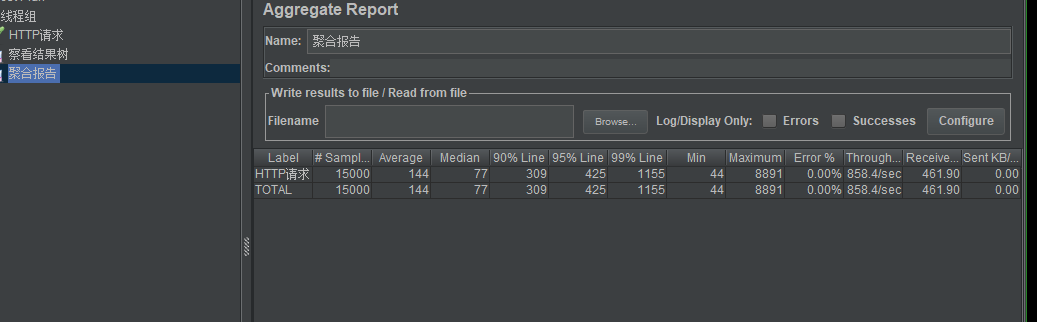 线程组
HTTP请求
察看结果树
聚合报告
Aggregate Report
Name: 聚合报告
Comments:
Write results to file / Read from file
Filename Browse... Log/Display Only: Errors Successes Configure
Label # Sampl... Average Median 90% Line 95% Line 99% Line Min Maximum Error % Through... Receive... Sent KB/...
HTTP请求 15000 144 77 309 425 1155 44 8891 0.00% 858.4/sec 461.90 0.00
TOTAL 15000 144 77 309 425 1155 44 8891 0.00% 858.4/sec 461.90 0.00